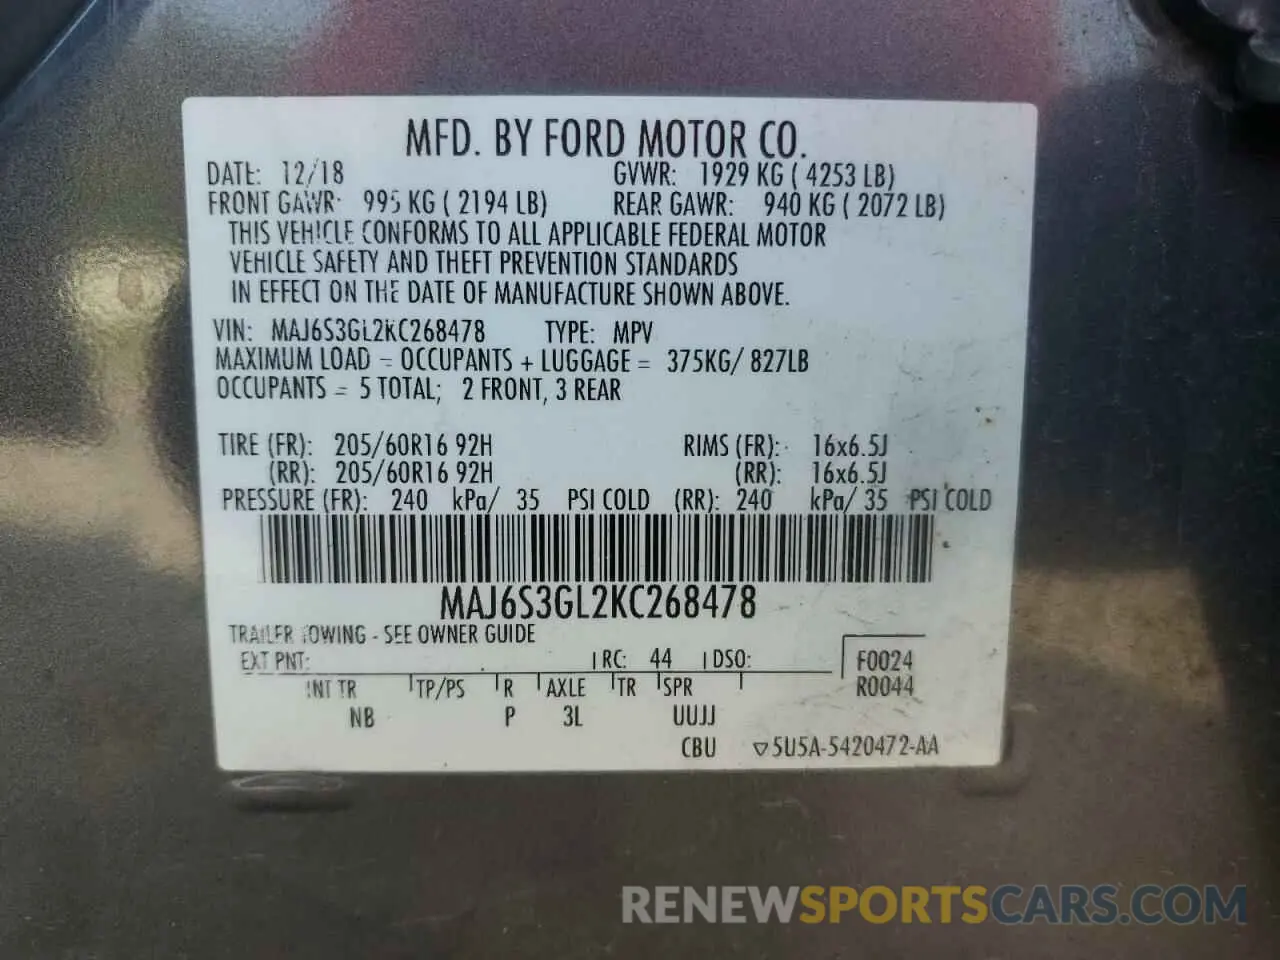 MFD. BY FORD MOTOR CO.
DATE: 12/18 GVWR: 1929 KG ( 4253 LB)
FRONT GAWR: 995 KG ( 2194 LB) REAR GAWR: 940 KG ( 2072 LB)
THIS VEHICLE CONFORMS TO ALL APPLICABLE FEDERAL MOTOR
VEHICLE SAFETY AND THEFT PREVENTION STANDARDS
IN EFFECT ON THE DATE OF MANUFACTURE SHOWN ABOVE.
VIN: MAJ6S3GL2KC268478 TYPE: MPV
MAXIMUM LOAD = OCCUPANTS + LUGGAGE = 375KG/ 827LB
OCCUPANTS = 5 TOTAL; 2 FRONT, 3 REAR
TIRE (FR): 205/60R16 92H RIMS (FR): 16x6.5J
(RR): 205/60R16 92H (RR): 16x6.5J
PRESSURE (FR): 240 kPa/ 35 PSI COLD (RR): 240 kPa/ 35 PSI COLD
MAJ6S3GL2KC268478
TRAILER TOWING - SEE OWNER GUIDE
EXT PNT: RC: 44 DSO: F0024
INT TR TP/PS R AXLE TR SPR R0044
NB P 3L UUJJ
CBU ▽5U5A-5420472-AA
RENEWSPORTSCARS.COM